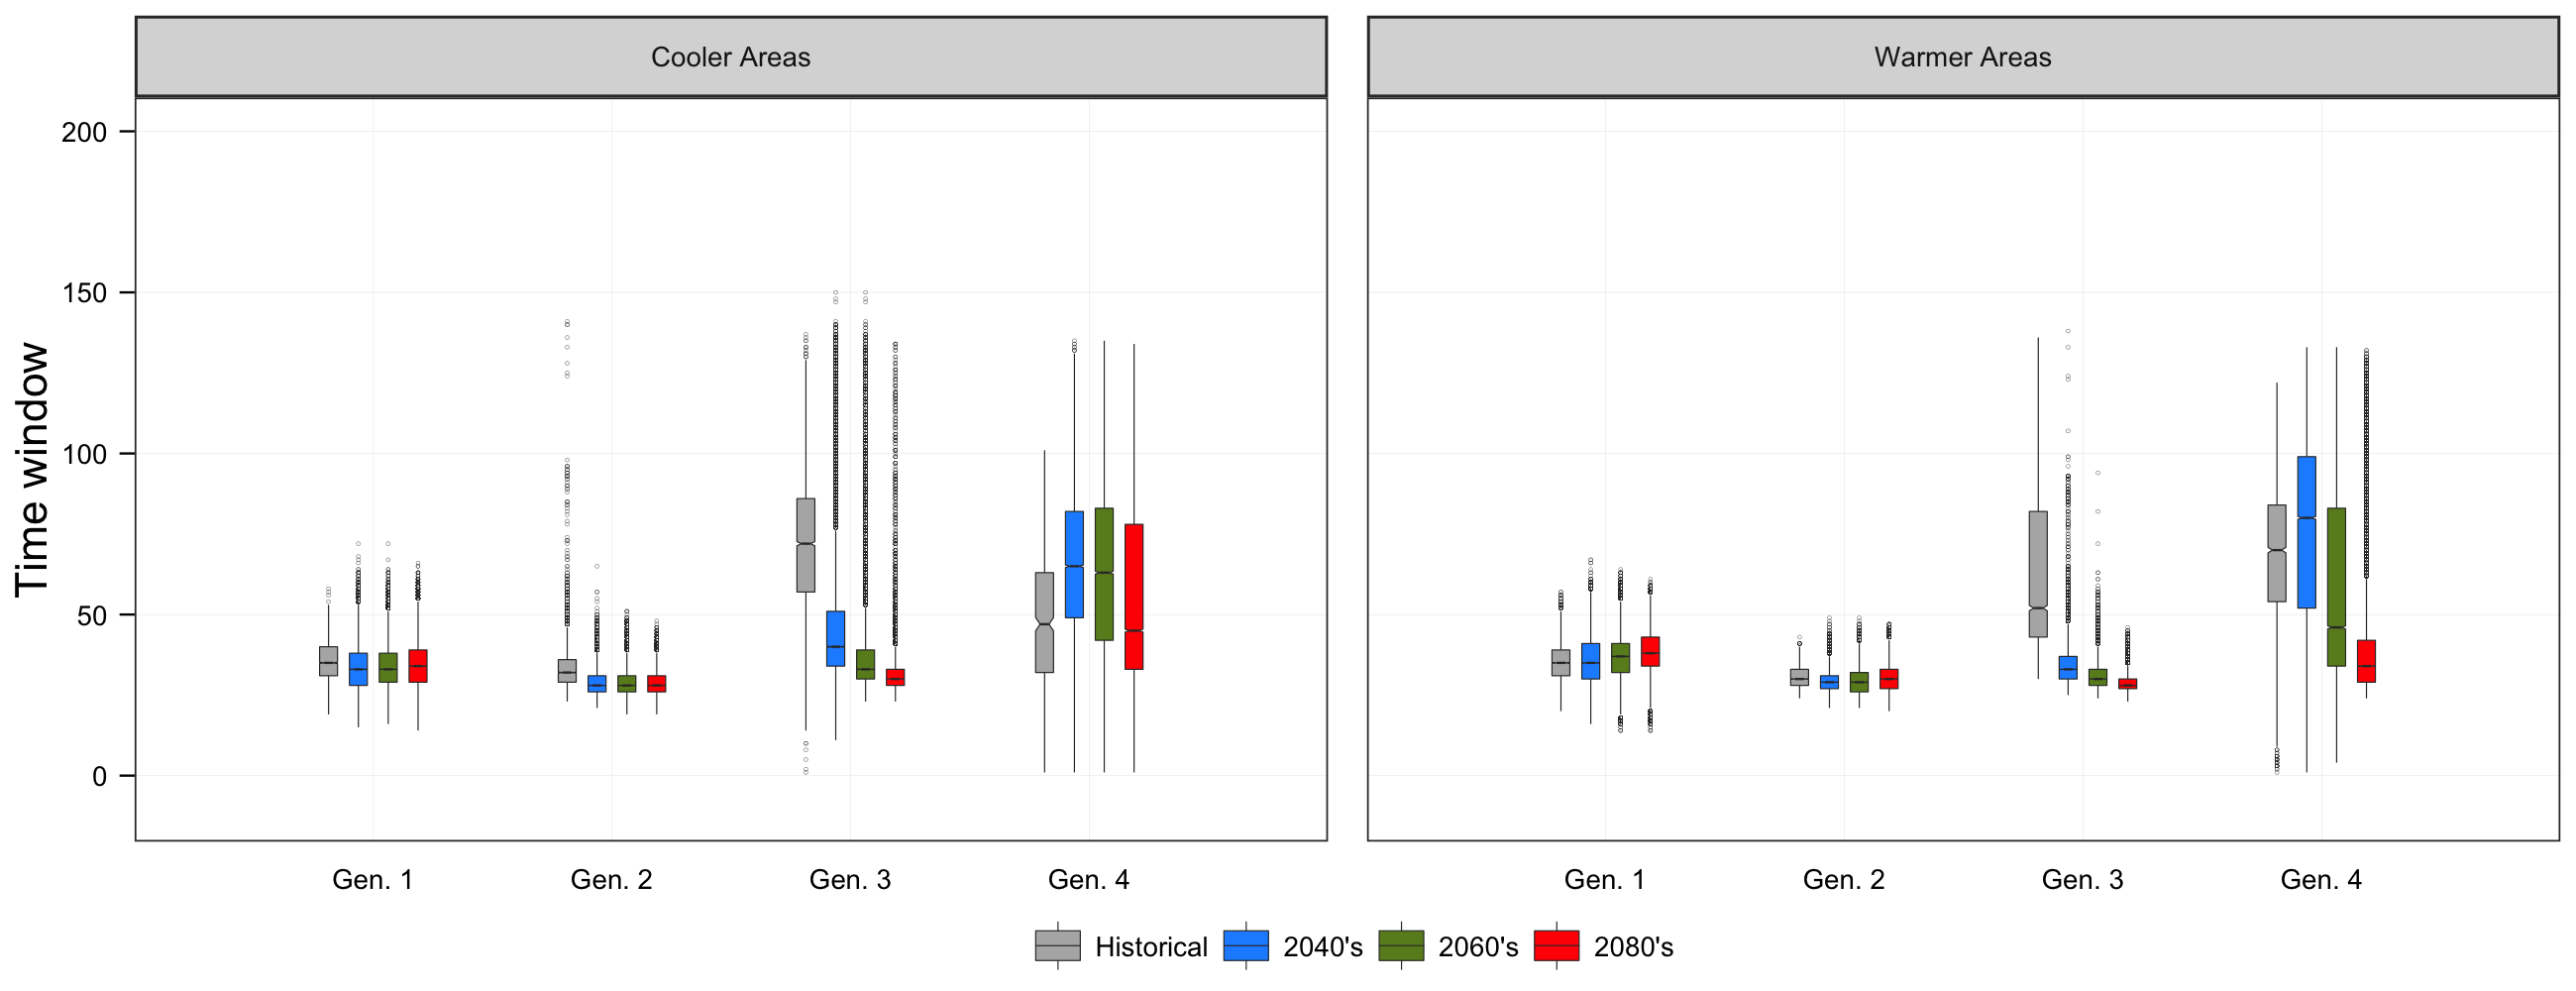 Cooler Areas
Warmer Areas
Time window
200
150
100
50
0
Gen. 1
Gen. 2
Gen. 3
Gen. 4
Gen. 1
Gen. 2
Gen. 3
Gen. 4
Historical
2040's
2060's
2080's